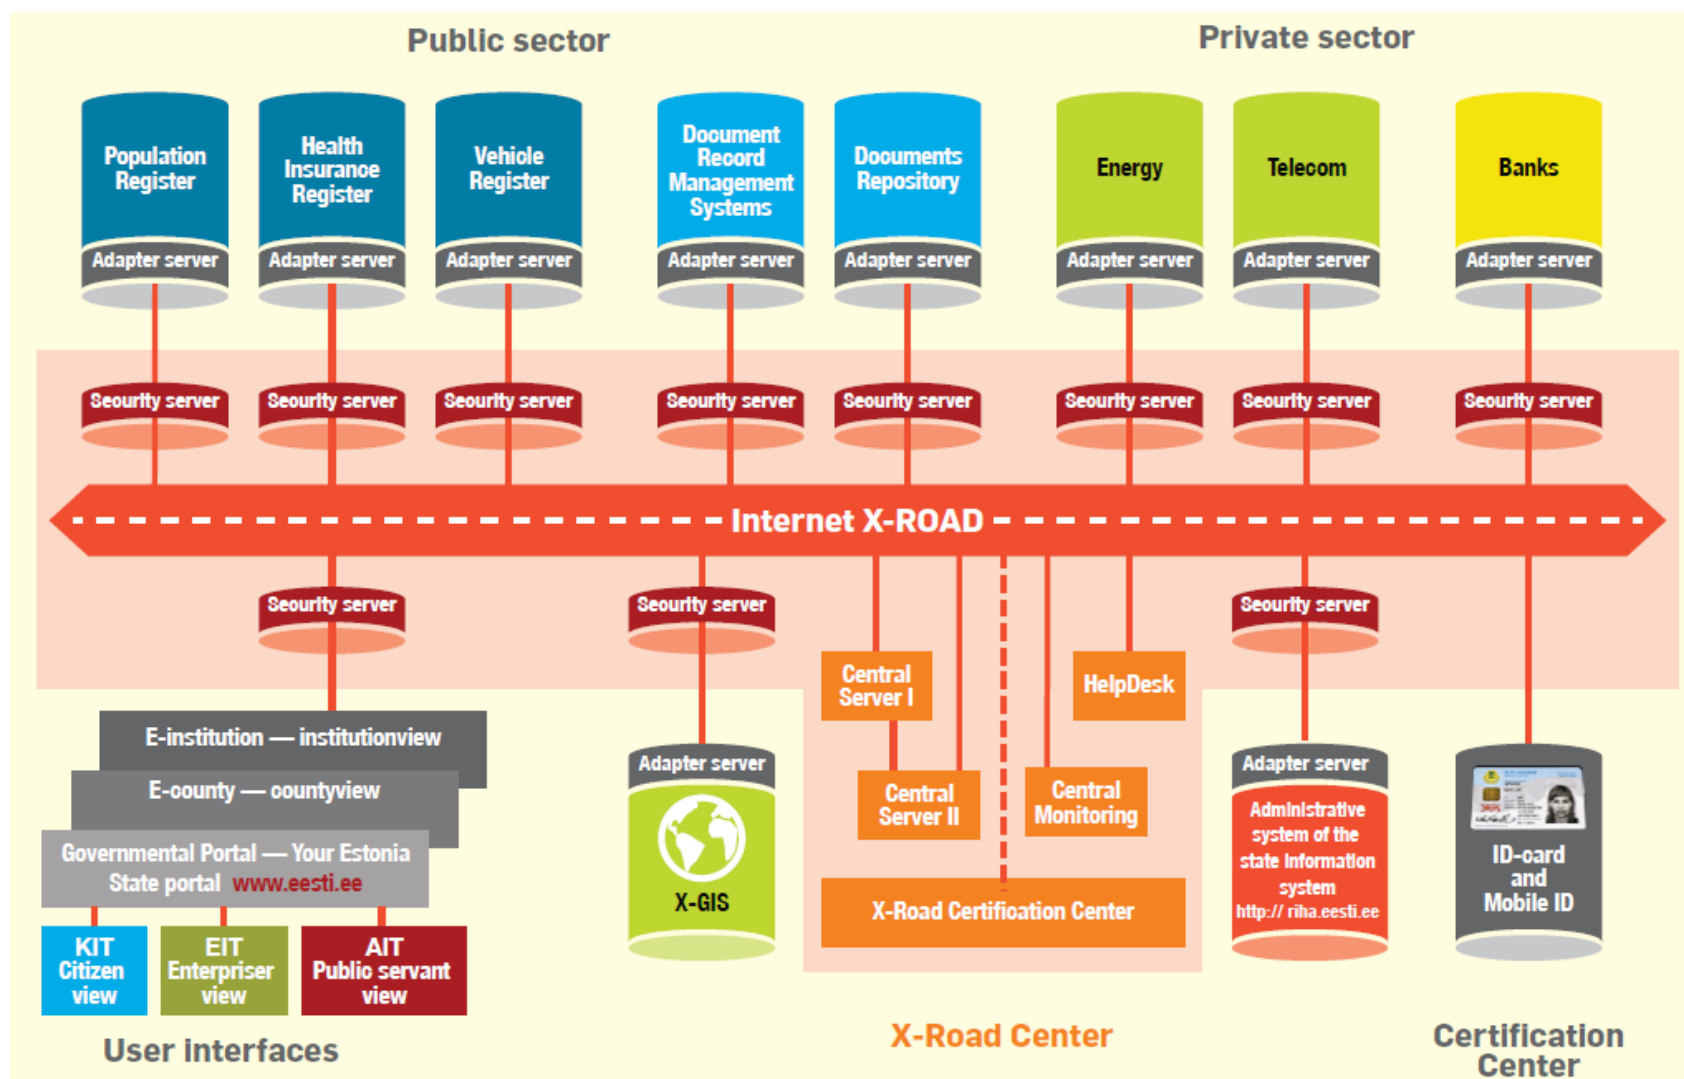 Public sector
Private sector
Population
Register
Health
Insurance
Register
Vehicle
Register
Document
Record
Management
Systems
Documents
Repository
Energy
Telecom
Banks
Adapter server
Adapter server
Adapter server
Adapter server
Adapter server
Adapter server
Adapter server
Adapter server
Security server
Security server
Security server
Security server
Security server
Security server
Security server
Security server
Internet X-ROAD
Security server
Security server
Security server
E-institution — institutionview
E-county — countyview
Governmental Portal — Your Estonia
State portal www.eesti.ee
KIT
Citizen
view
EIT
Enterpriser
view
AIT
Public servant
view
User interfaces
Adapter server
X-GIS
Central
Server I
Central
Server II
Central
Monitoring
HelpDesk
X-Road Certification Center
X-Road Center
Adapter server
Administrative
system of the
state information
system
http:// riha.eesti.ee
ID-card
and
Mobile ID
Certification
Center